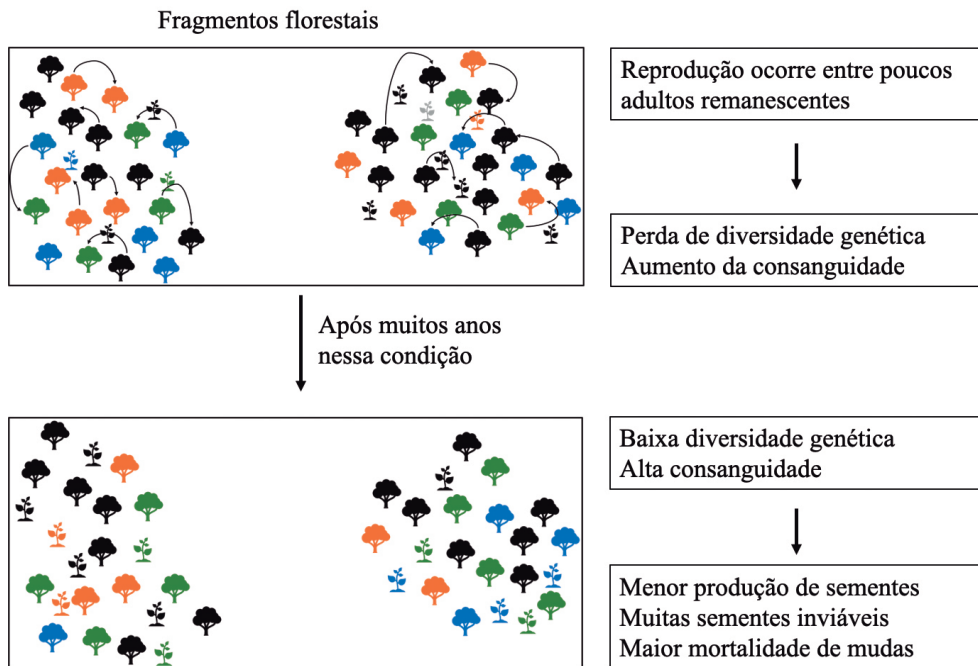 Fragmentos florestais
Reprodução ocorre entre poucos
adultos remanescentes
Perda de diversidade genética
Aumento da consanguidade
Após muitos anos
nessa condição
Baixa diversidade genética
Alta consanguidade
Menor produção de sementes
Muitas sementes inviáveis
Maior mortalidade de mudas